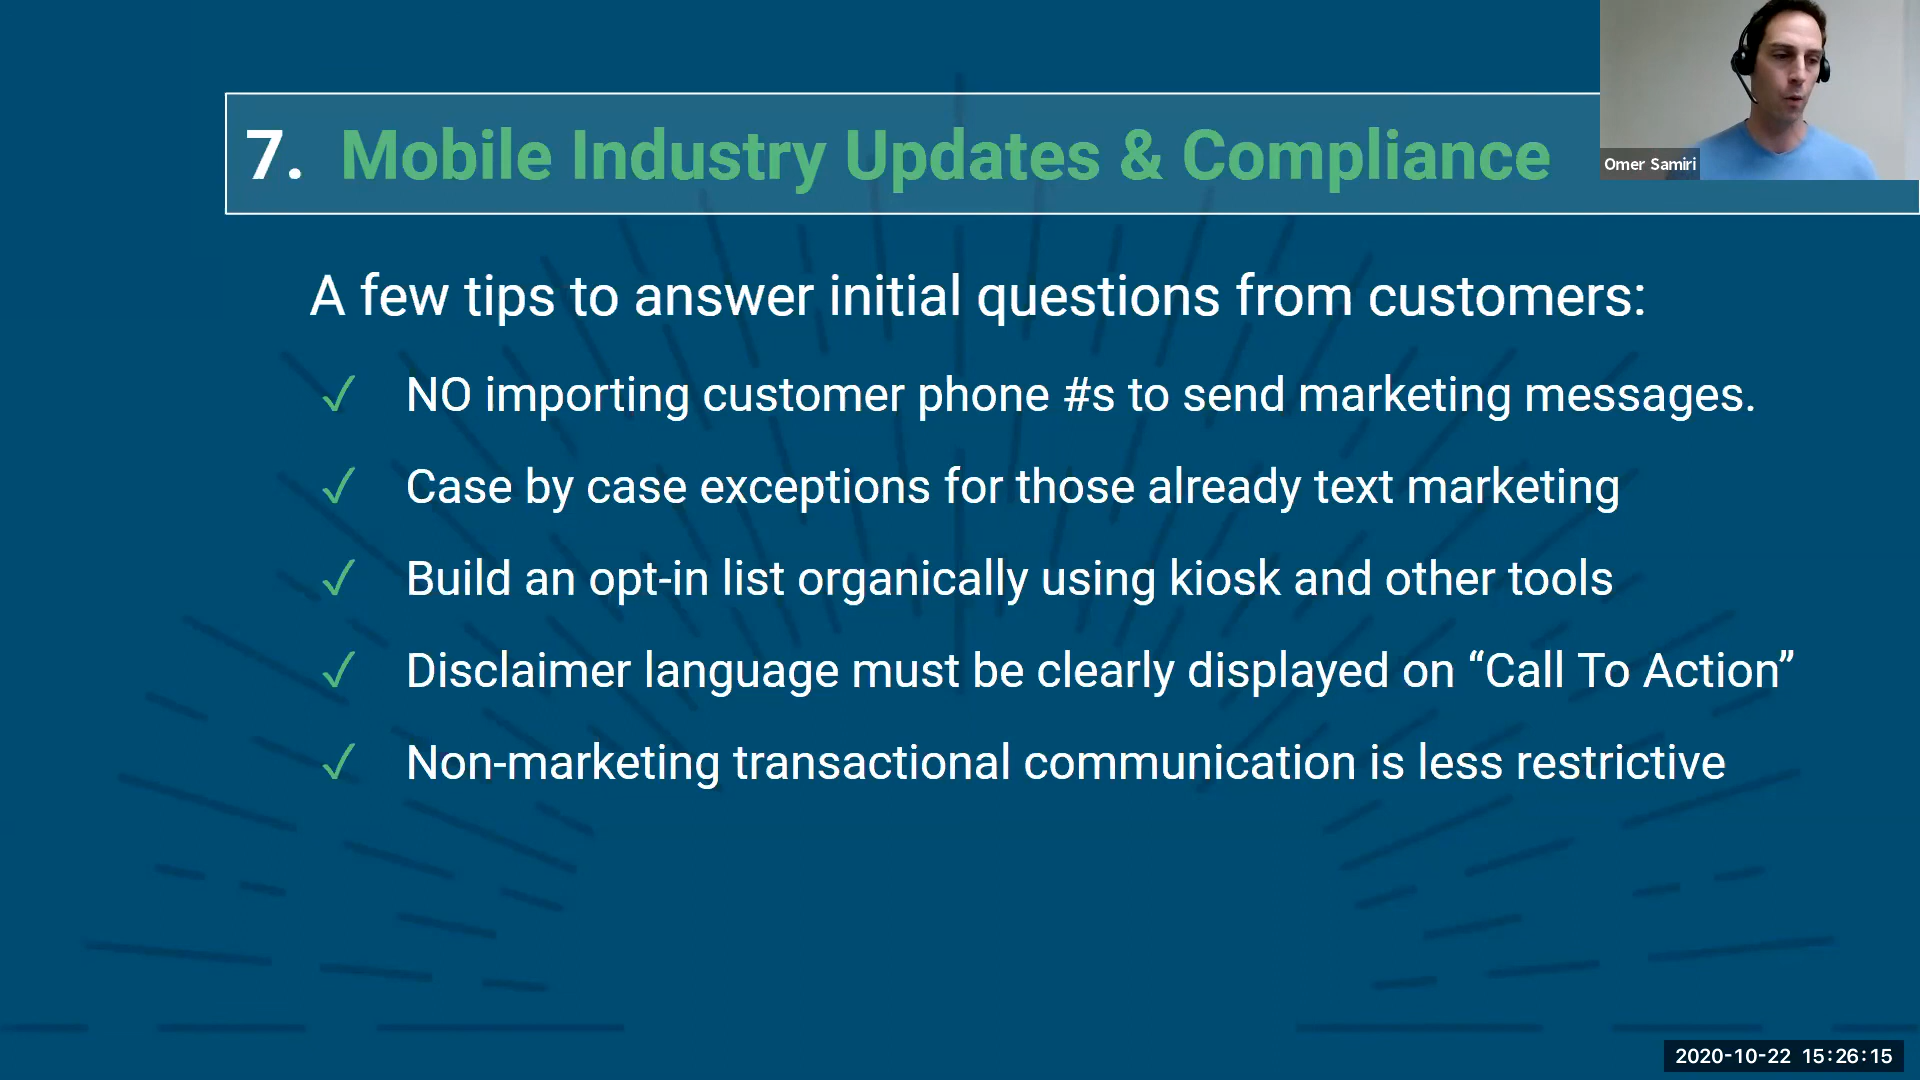 7. Mobile Industry Updates & Compliance
Omer Samiri
A few tips to answer initial questions from customers:
✓ NO importing customer phone #s to send marketing messages.
✓ Case by case exceptions for those already text marketing
✓ Build an opt-in list organically using kiosk and other tools
✓ Disclaimer language must be clearly displayed on “Call To Action”
✓ Non-marketing transactional communication is less restrictive
2020-10-22 15:26:15